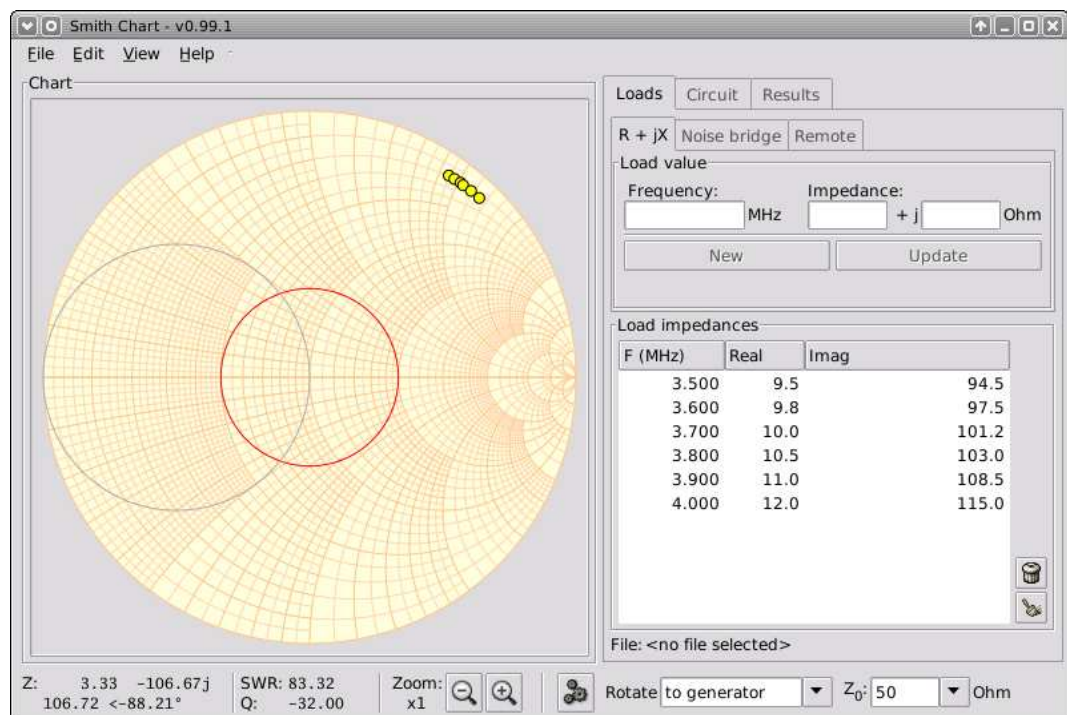 Smith Chart - v0.99.1
File Edit View Help
Chart
Loads Circuit Results
R + jX Noise bridge Remote
Load value
Frequency: Impedance:
MHz + j Ohm
New Update
Load impedances
F (MHz) Real Imag
3.500 9.5 94.5
3.600 9.8 97.5
3.700 10.0 101.2
3.800 10.5 103.0
3.900 11.0 108.5
4.000 12.0 115.0
File: <no file selected>
Z: 3.33 -106.67j SWR: 83.32 Zoom: Rotate to generator Z0: 50 Ohm
106.72 <-88.21° Q: -32.00 x1